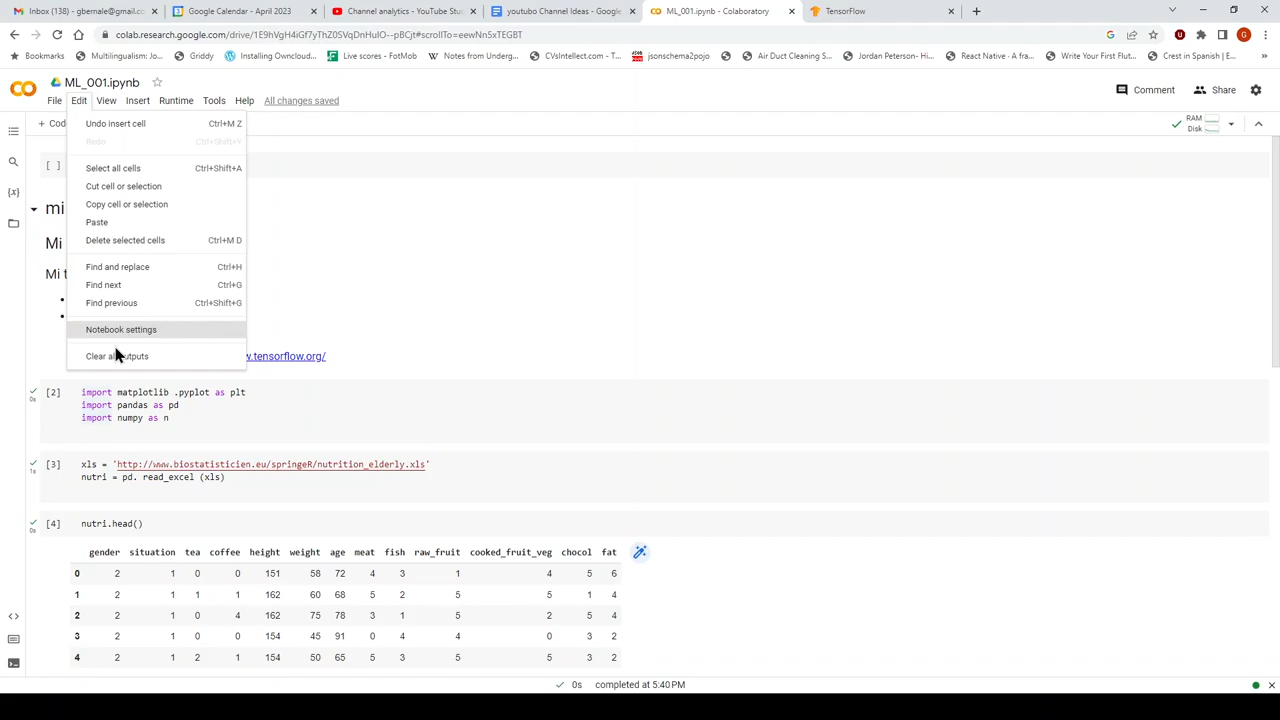 Inbox (138) - gbernale@gmail.co
Google Calendar - April 2023
Channel analytics - YouTube Stu
youtubo Channel Ideas - Google
ML_001.ipynb - Colaboratory
TensorFlow
colab.research.google.com/drive/1E9hVgH4iGf7yThZ0SVqDnHulO--pBCjt#scrollTo=eewNn5xTEGBT
G
Bookmarks
Multilingualism: Ho...
Griddy
Installing Owncloud...
Live scores - FotMob
Notes on Underg...
CVIntellect.com -...
jsonschema2pojo
Air Duct Cleaning S...
Jordan Peterson- H...
React Native · A fra...
Write Your First Flut...
Crest in Spanish | E...
ML_001.ipynb
File Edit View Insert Runtime Tools Help All changes saved
Comment
Share
G
+ Cod
RAM
Disk
Undo insert cell Ctrl+M Z
Redo Ctrl+Shift+Y
Select all cells Ctrl+Shift+A
Cut cell or selection
Copy cell or selection
Paste
Delete selected cells Ctrl+M D
Find and replace Ctrl+H
Find next Ctrl+G
Find previous Ctrl+Shift+G
Notebook settings
Clear all outputs
[ ]
{x}
mi
Mi
Mi t
w.tensorflow.org/
[2] import matplotlib .pyplot as plt
0s import pandas as pd
import numpy as n
[3] xls = 'http://www.biostatisticien.eu/springeR/nutrition_elderly.xls'
1s nutri = pd. read_excel (xls)
[4] nutri.head()
0s
gender situation tea coffee height weight age meat fish raw_fruit cooked_fruit_veg chocol fat
0 2 1 0 0 151 58 72 4 3 1 4 5 6
1 2 1 1 1 162 60 68 5 2 5 5 1 4
2 2 1 0 4 162 75 78 3 1 5 2 5 4
3 2 1 0 0 154 45 91 0 4 4 0 3 2
4 2 1 2 1 154 50 65 5 3 5 5 3 2
0s completed at 5:40 PM